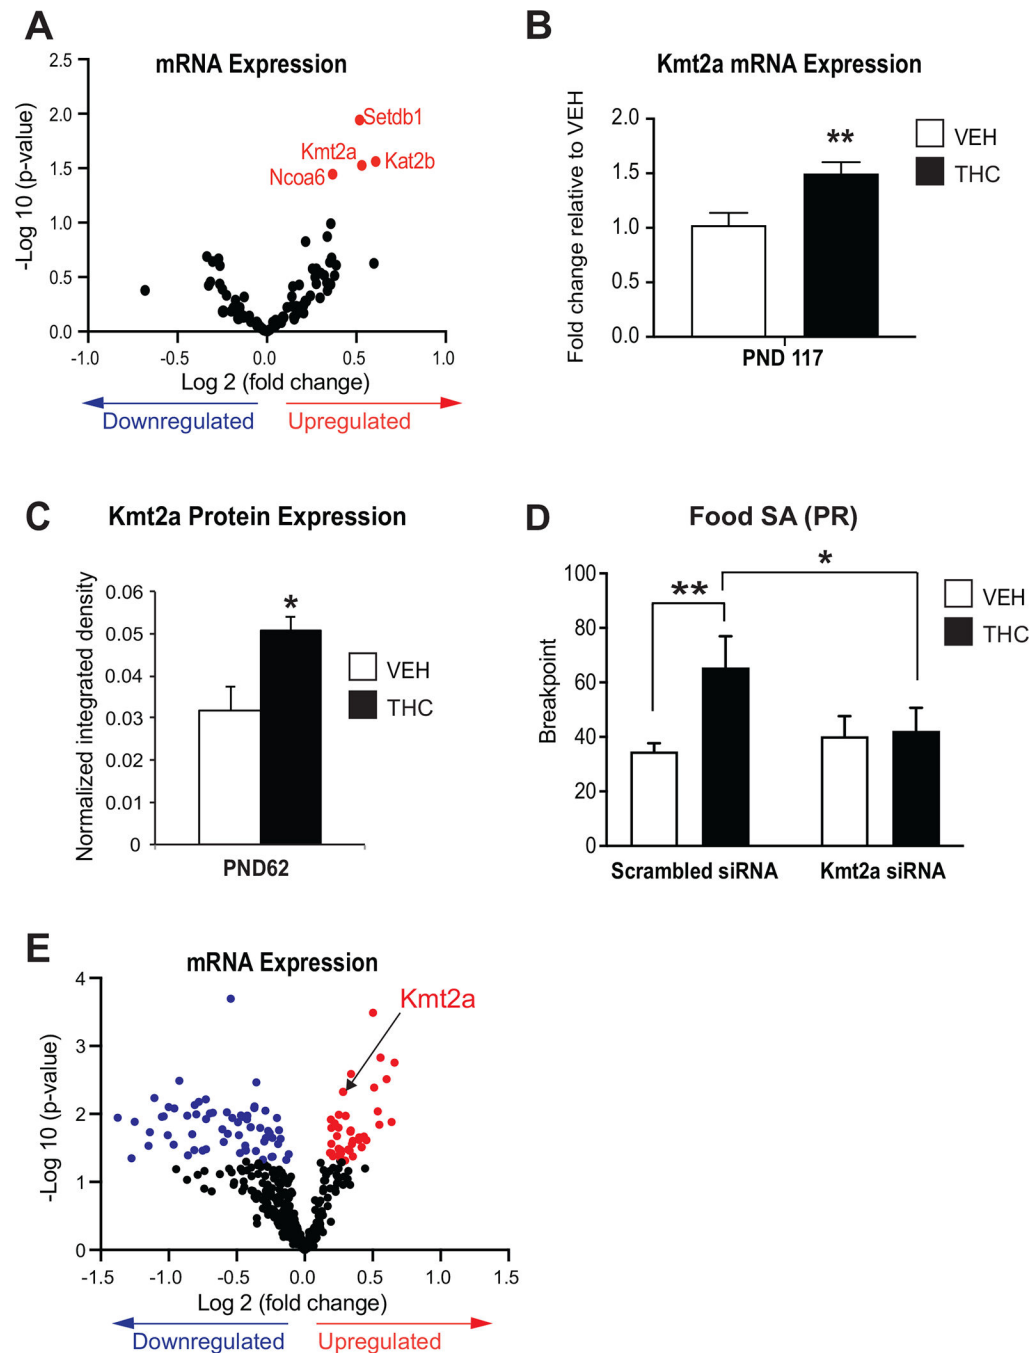 A
mRNA Expression
-Log 10 (p-value)
2.5
2.0
1.5
1.0
0.5
0.0
Setdb1
Kmt2a
Kat2b
Ncoa6
-1.0
-0.5
0.0
0.5
1.0
Log 2 (fold change)
Downregulated
Upregulated
B
Kmt2a mRNA Expression
Fold change relative to VEH
2.0
1.5
1.0
0.5
0.0
**
VEH
THC
PND 117
C
Kmt2a Protein Expression
Normalized integrated density
0.06
0.05
0.04
0.03
0.02
0.01
0
*
VEH
THC
PND62
D
Food SA (PR)
Breakpoint
100
80
60
40
20
0
**
*
VEH
THC
Scrambled siRNA
Kmt2a siRNA
E
mRNA Expression
-Log 10 (p-value)
4
3
2
1
0
Kmt2a
-1.5
-1.0
-0.5
0.0
0.5
1.0
1.5
Log 2 (fold change)
Downregulated
Upregulated